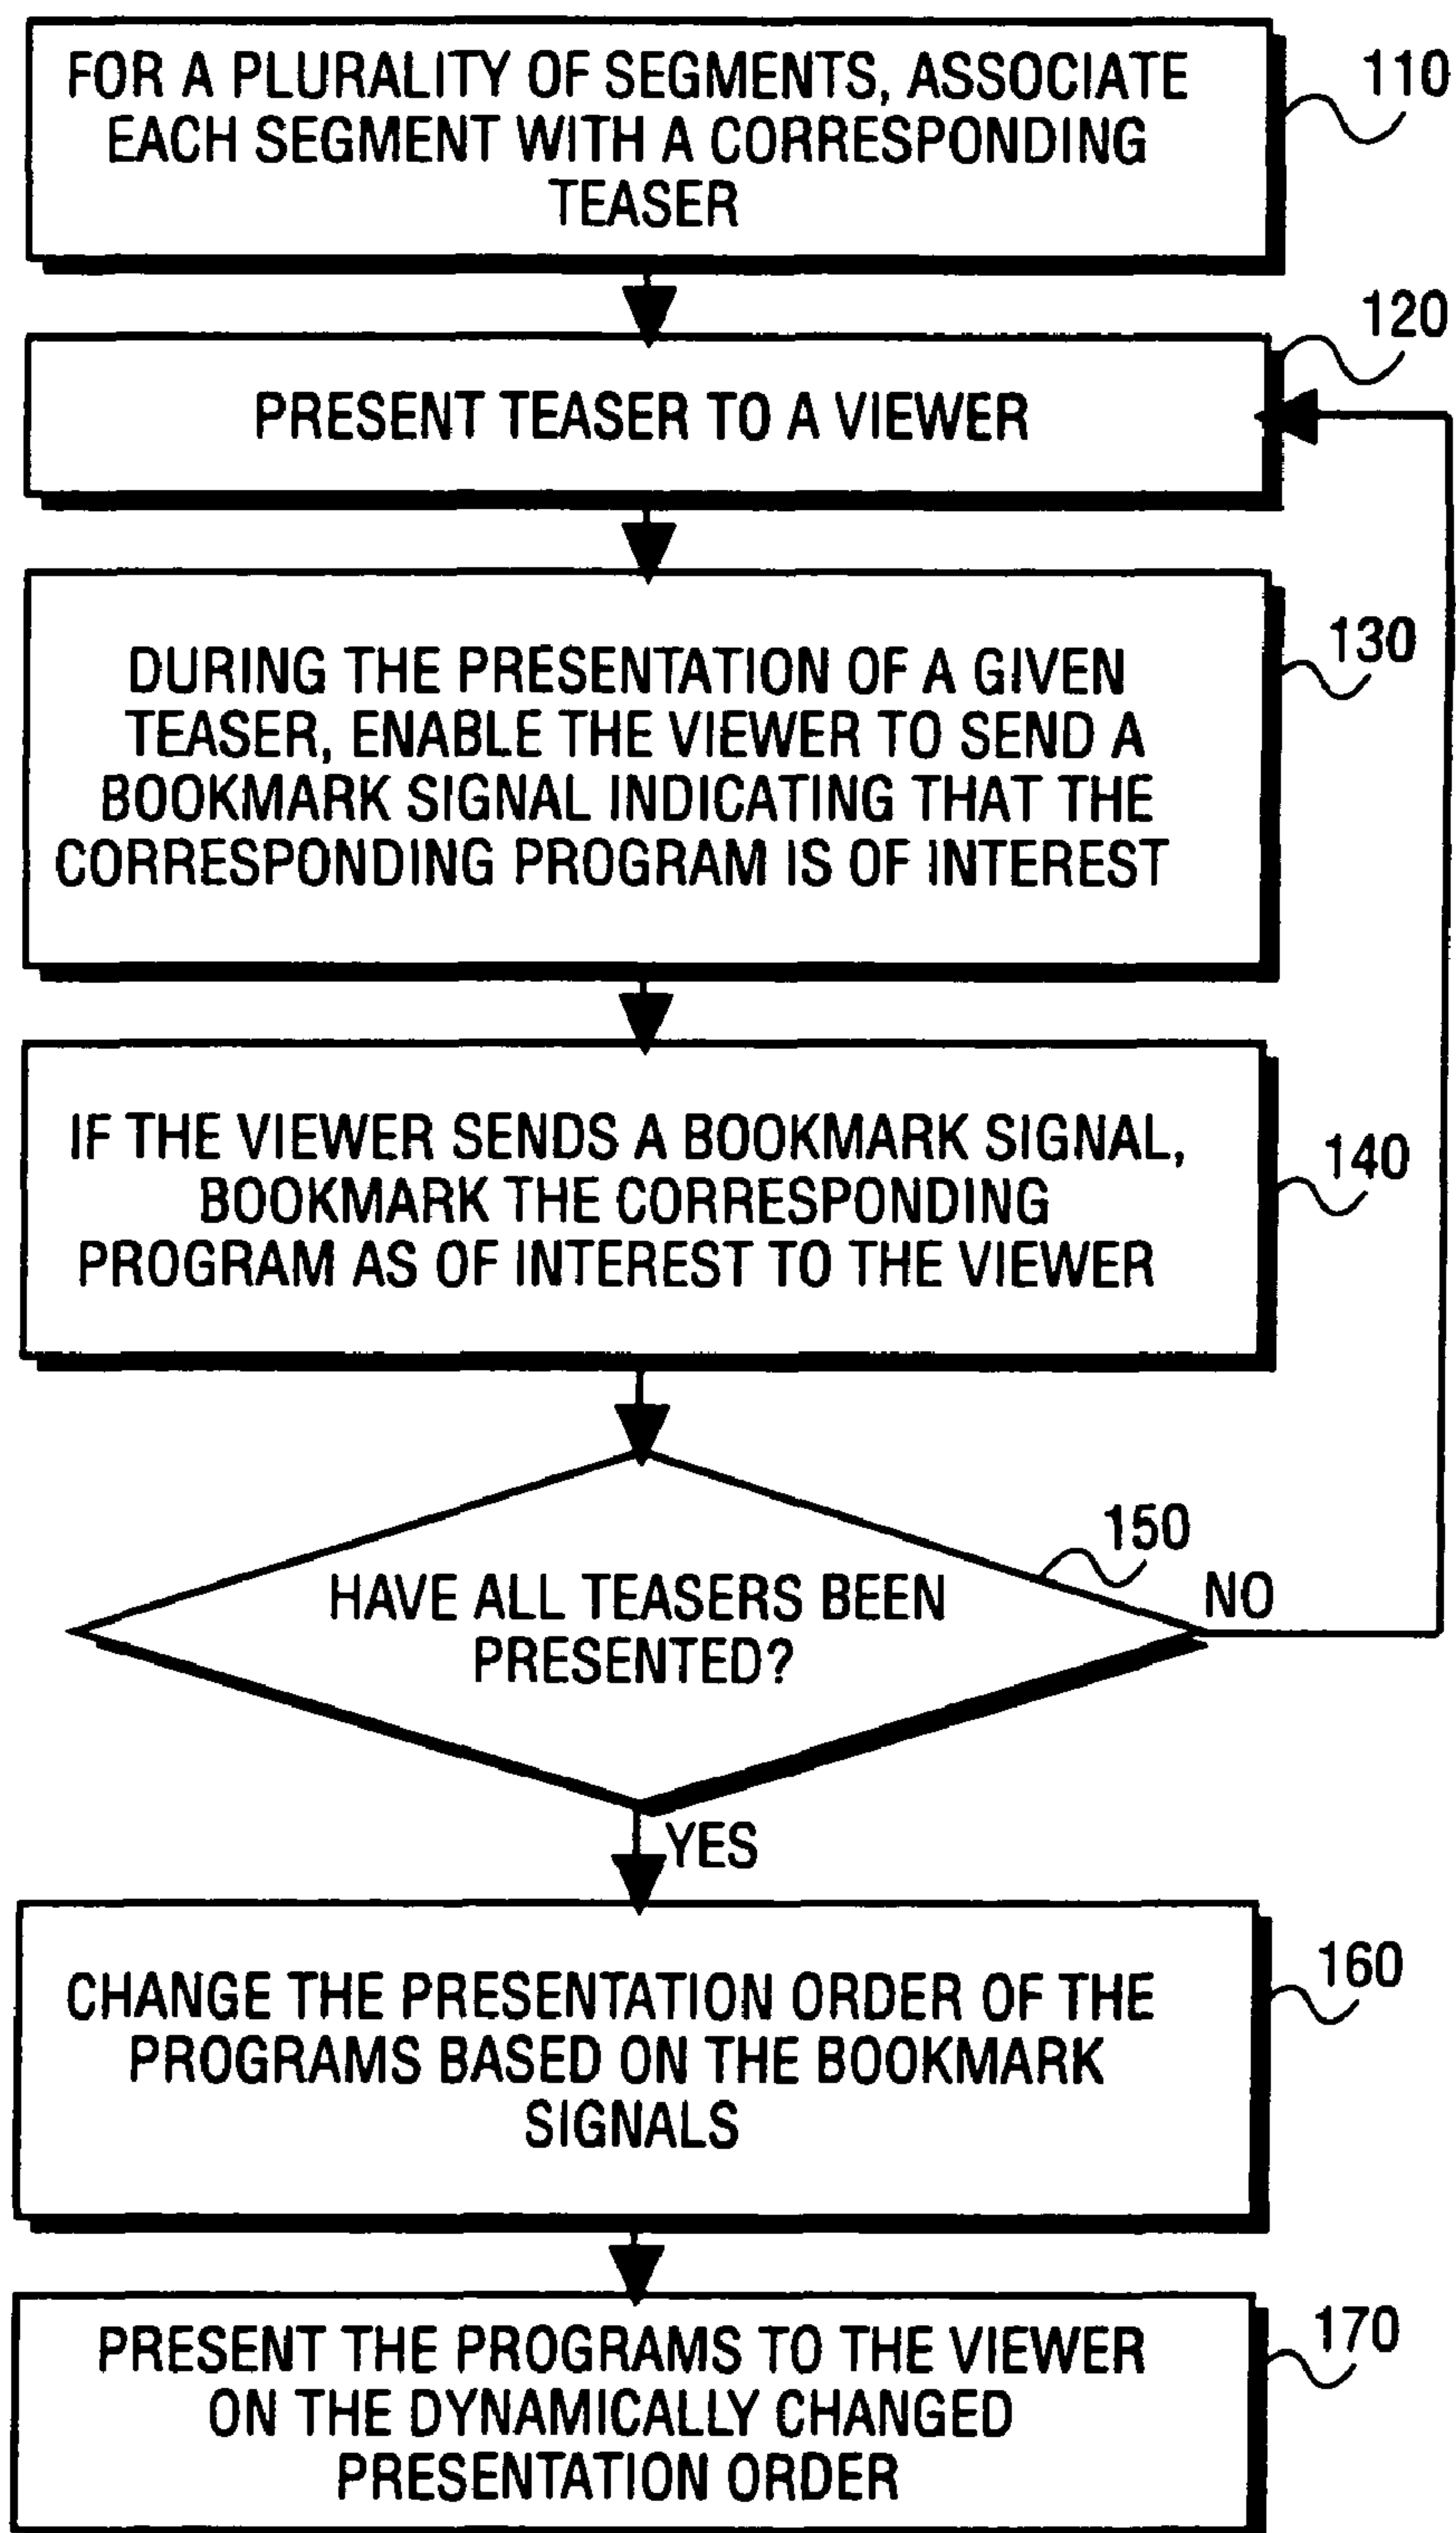 FOR A PLURALITY OF SEGMENTS, ASSOCIATE
EACH SEGMENT WITH A CORRESPONDING
TEASER
110
120
PRESENT TEASER TO A VIEWER
130
DURING THE PRESENTATION OF A GIVEN
TEASER, ENABLE THE VIEWER TO SEND A
BOOKMARK SIGNAL INDICATING THAT THE
CORRESPONDING PROGRAM IS OF INTEREST
140
IF THE VIEWER SENDS A BOOKMARK SIGNAL,
BOOKMARK THE CORRESPONDING
PROGRAM AS OF INTEREST TO THE VIEWER
150
HAVE ALL TEASERS BEEN
PRESENTED?
NO
YES
160
CHANGE THE PRESENTATION ORDER OF THE
PROGRAMS BASED ON THE BOOKMARK
SIGNALS
170
PRESENT THE PROGRAMS TO THE VIEWER
ON THE DYNAMICALLY CHANGED
PRESENTATION ORDER